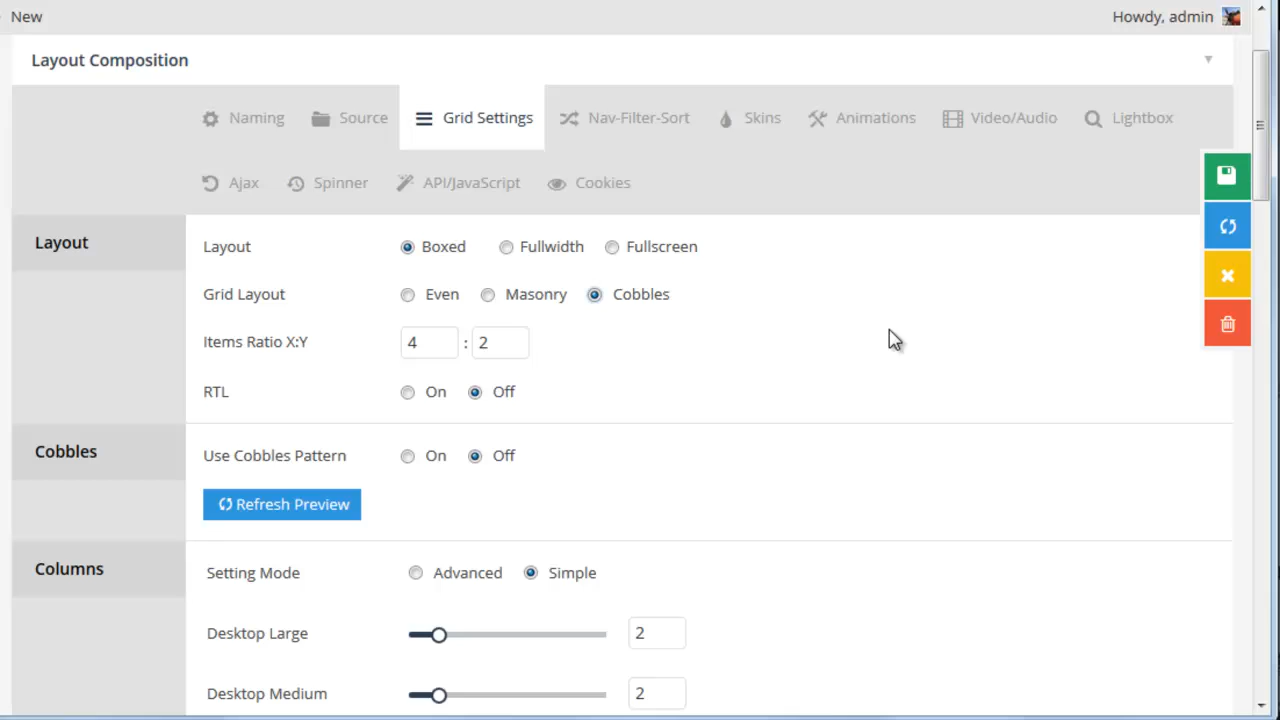 New Howdy, admin
Layout Composition
Naming Source Grid Settings Nav-Filter-Sort Skins Animations Video/Audio Lightbox
Ajax Spinner API/JavaScript Cookies
Layout Layout Boxed Fullwidth Fullscreen
Grid Layout Even Masonry Cobbles
Items Ratio X:Y 4 : 2
RTL On Off
Cobbles Use Cobbles Pattern On Off
Refresh Preview
Columns Setting Mode Advanced Simple
Desktop Large 2
Desktop Medium 2